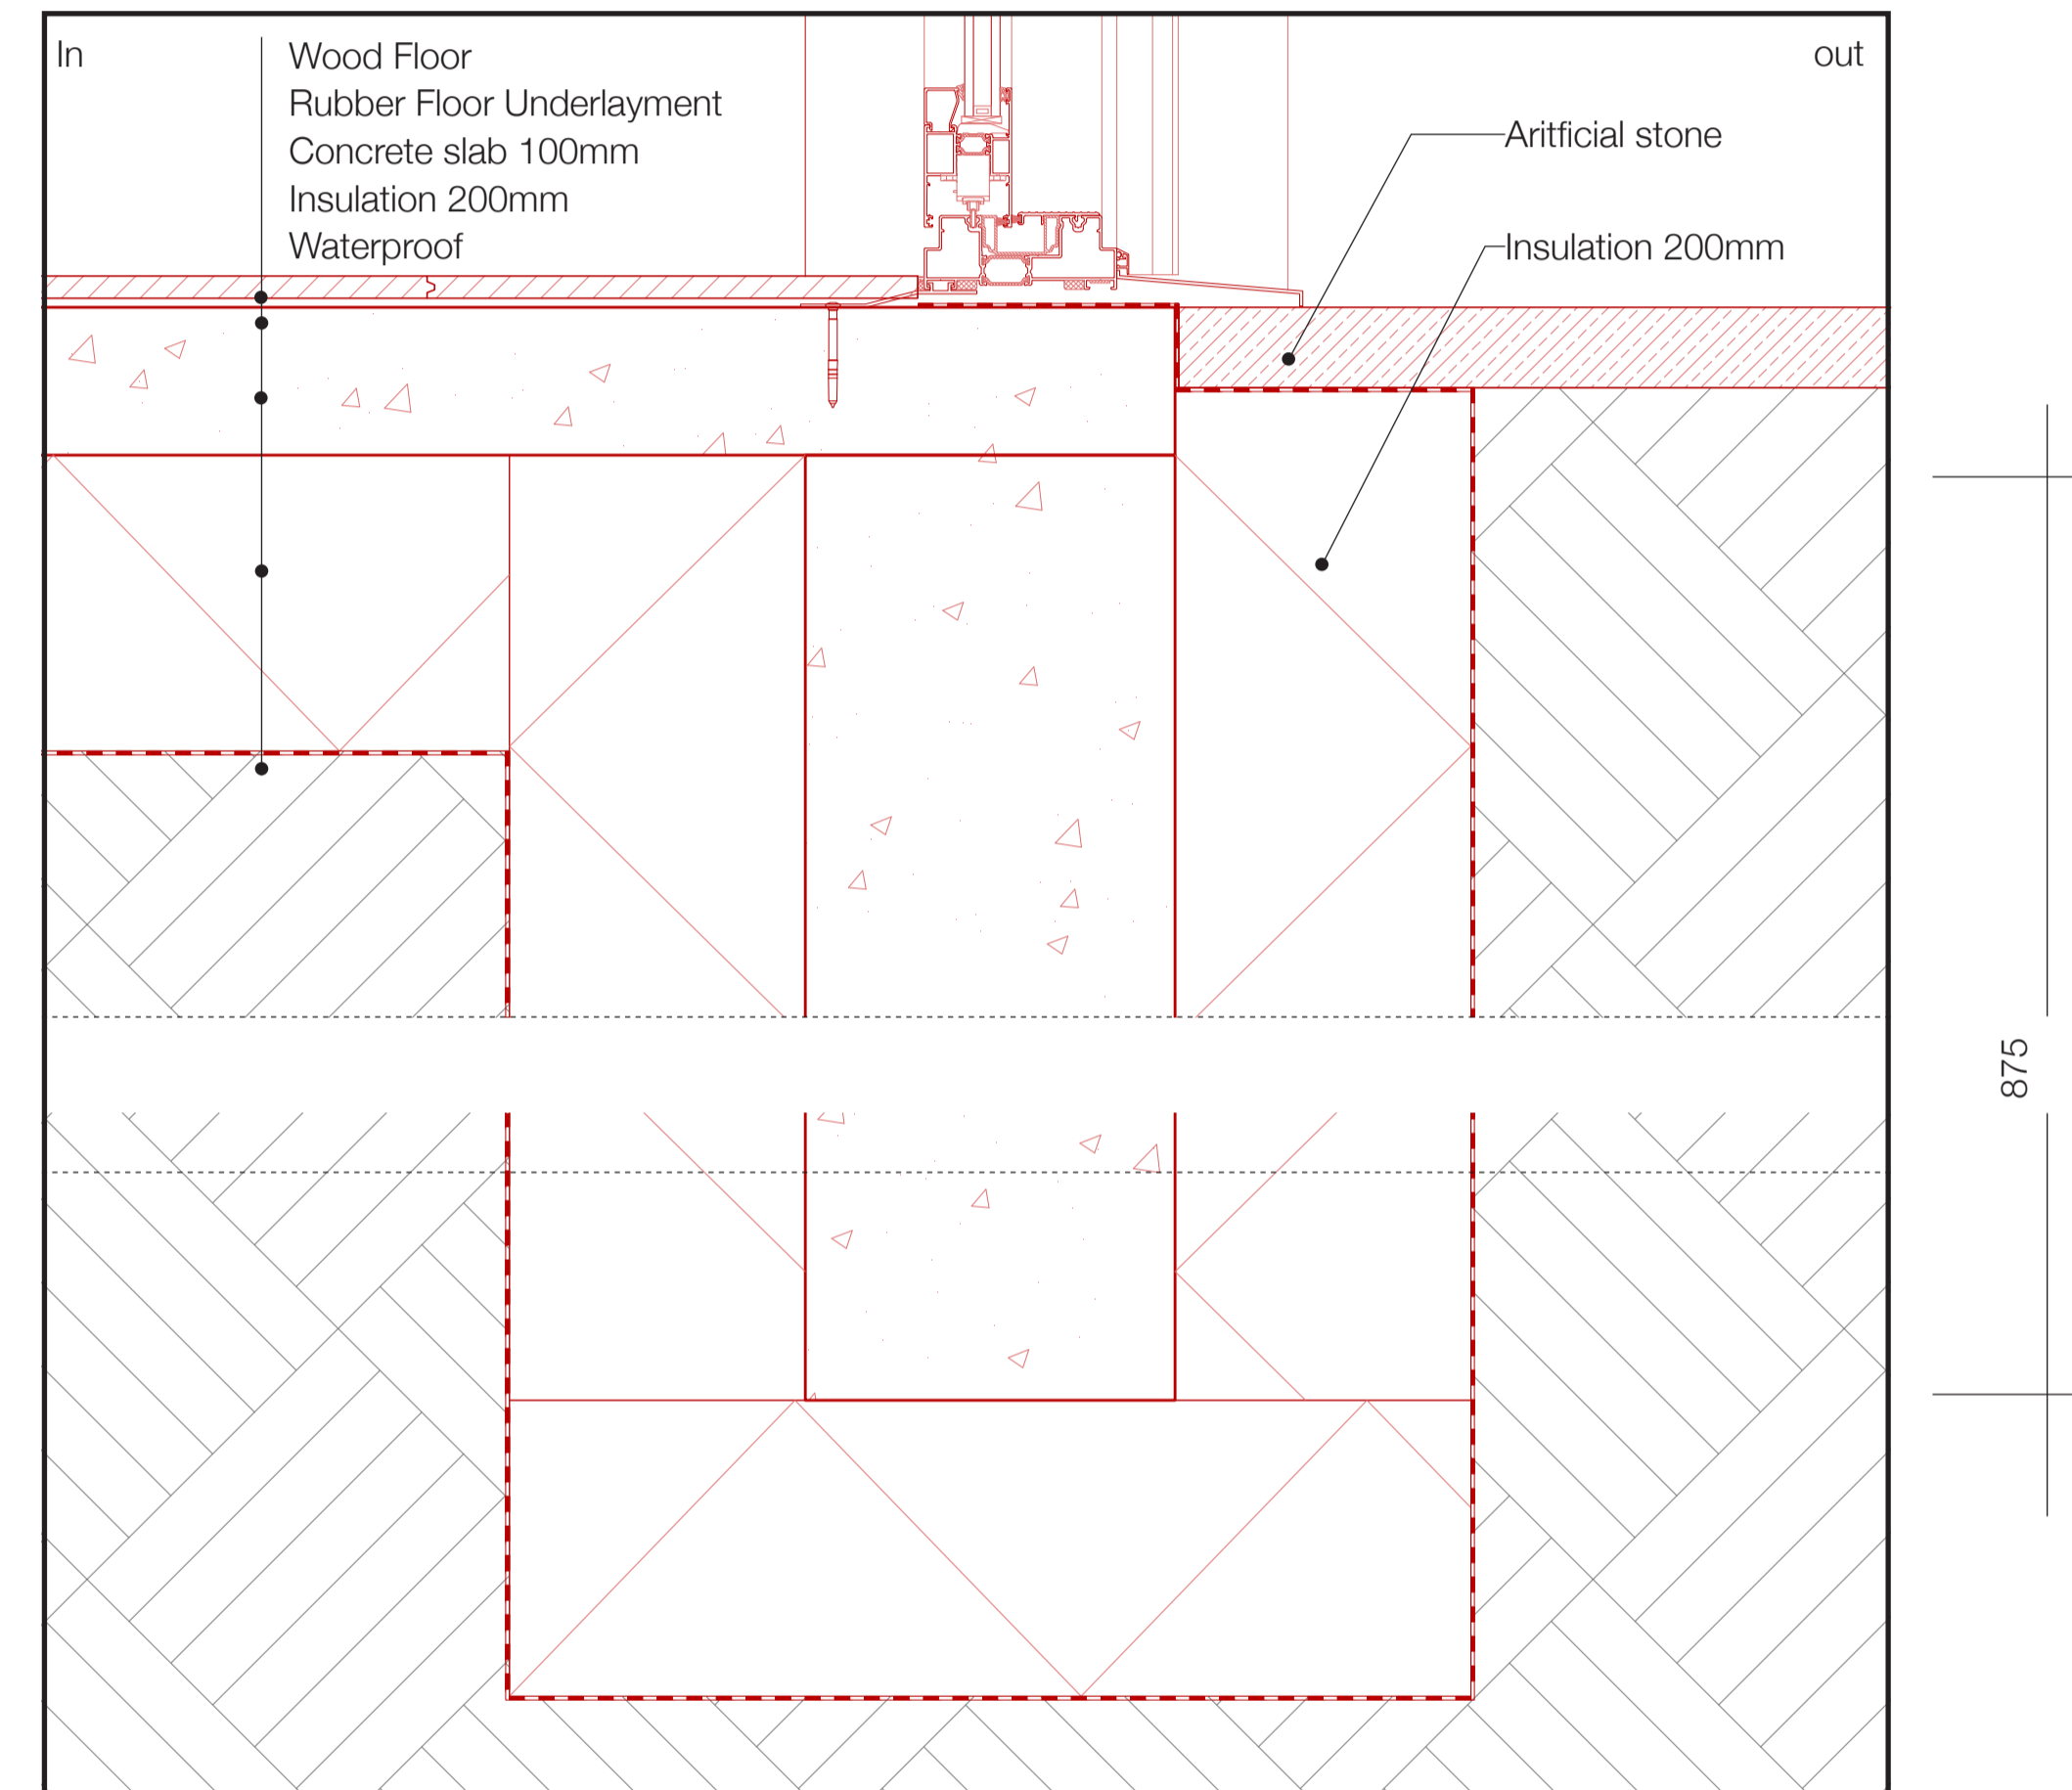 In
Wood Floor
Rubber Floor Underlayment
Concrete slab 100mm
Insulation 200mm
Waterproof
out
Aritficial stone
Insulation 200mm
875